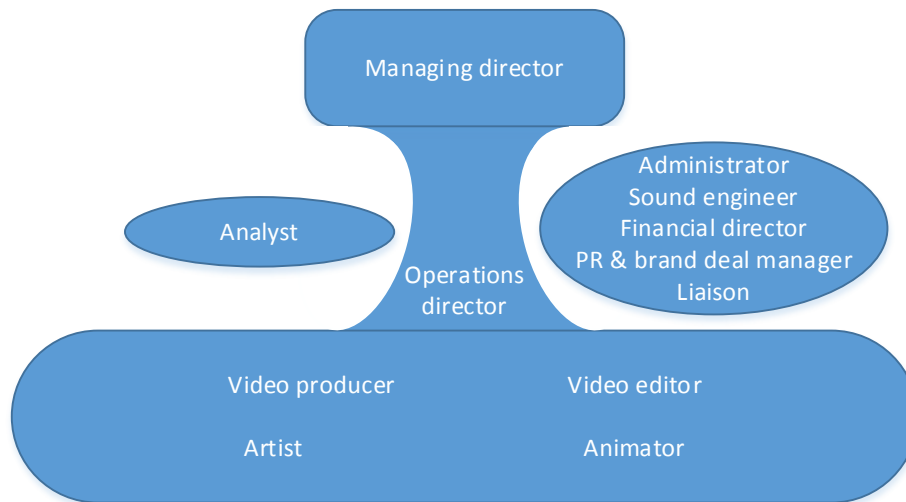 Managing director
Analyst
Administrator
Sound engineer
Financial director
PR & brand deal manager
Liaison
Operations
director
Video producer
Video editor
Artist
Animator